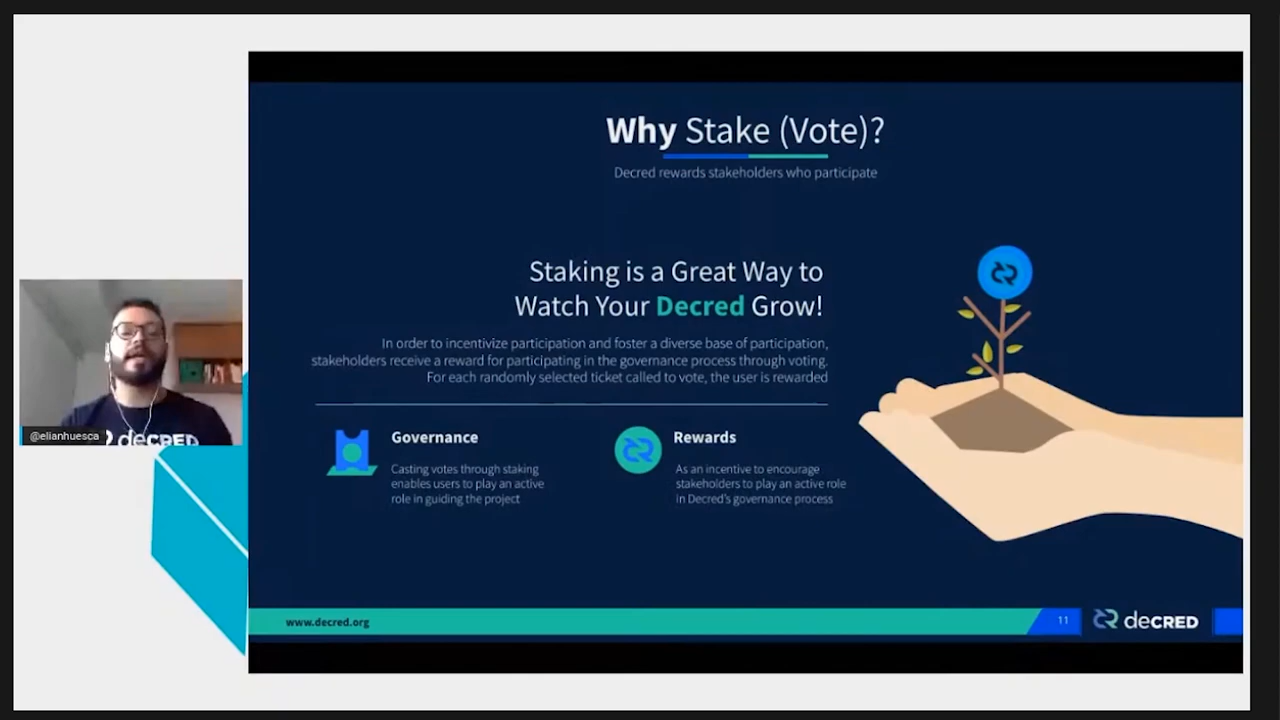 Why Stake (Vote)?
Decred rewards stakeholders who participate
Staking is a Great Way to
Watch Your Decred Grow!
In order to incentivize participation and foster a diverse base of participation,
stakeholders receive a reward for participating in the governance process through voting.
For each randomly selected ticket called to vote, the user is rewarded
Governance
Casting votes through staking
enables users to play an active
role in guiding the project
Rewards
As an incentive to encourage
stakeholders to play an active role
in Decred's governance process
@elianhuesca
decRED
www.decred.org
11
decRED